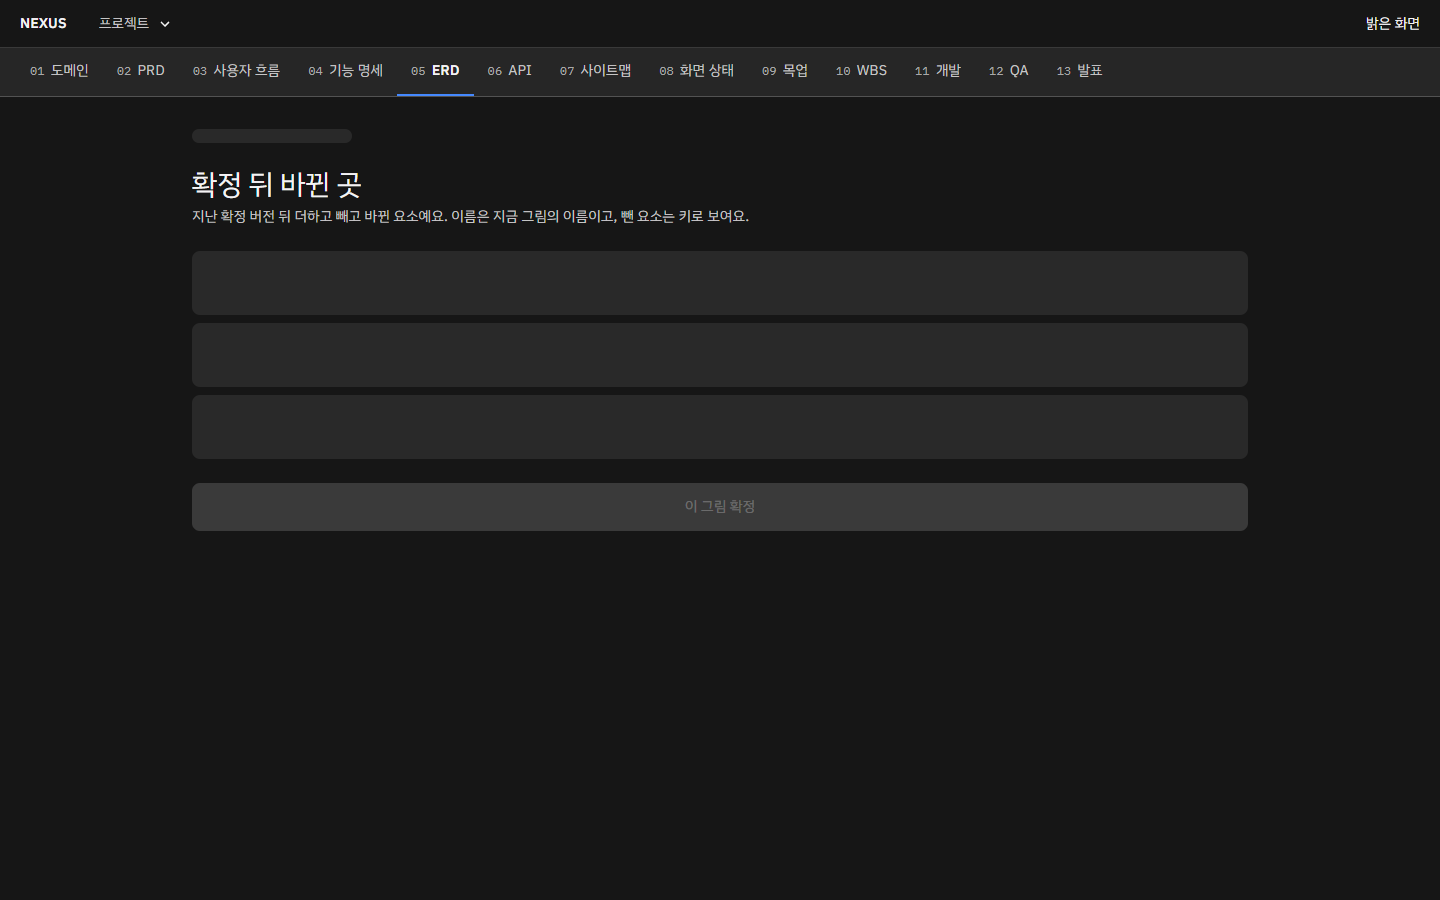 NEXUS 프로젝트 밝은 화면
01 도메인 02 PRD 03 사용자 흐름 04 기능 명세 05 ERD 06 API 07 사이트맵 08 화면 상태 09 목업 10 WBS 11 개발 12 QA 13 발표
확정 뒤 바뀐 곳
지난 확정 버전 뒤 더하고 빼고 바뀐 요소예요. 이름은 지금 그림의 이름이고, 뺀 요소는 키로 보여요.
이 그림 확정